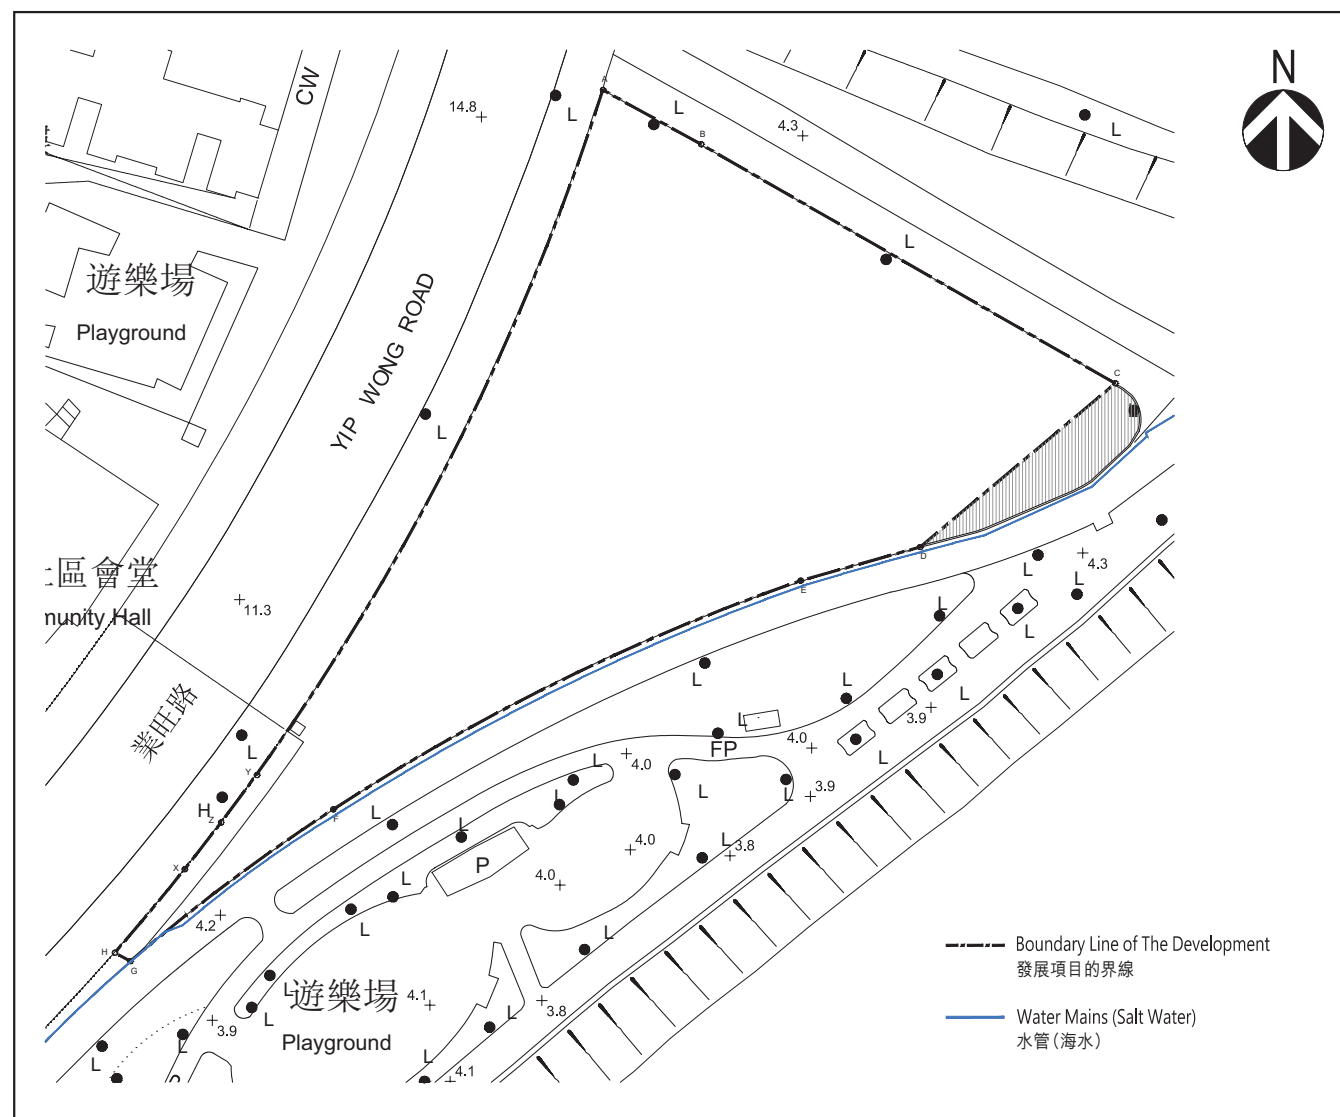 N
CW
A
L
L
14.8
B
4.3
L
L
遊樂場
Playground
YIP WONG ROAD
C
L
D
E
區會堂
munity Hall
11.3
L
4.3
L
L
L
L
L
L
3.9
業旺路
L
Y
L
FP
4.0
L
H
Z
4.0
L
L
L
3.9
F
L
L
L
3.8
X
P
4.0
4.0
L
4.2
L
H
G
L
Boundary Line of The Development
發展項目的界線
L
遊樂場
4.1
3.8
Water Mains (Salt Water)
水管(海水)
L
3.9
L
L
Playground
L
L
4.1